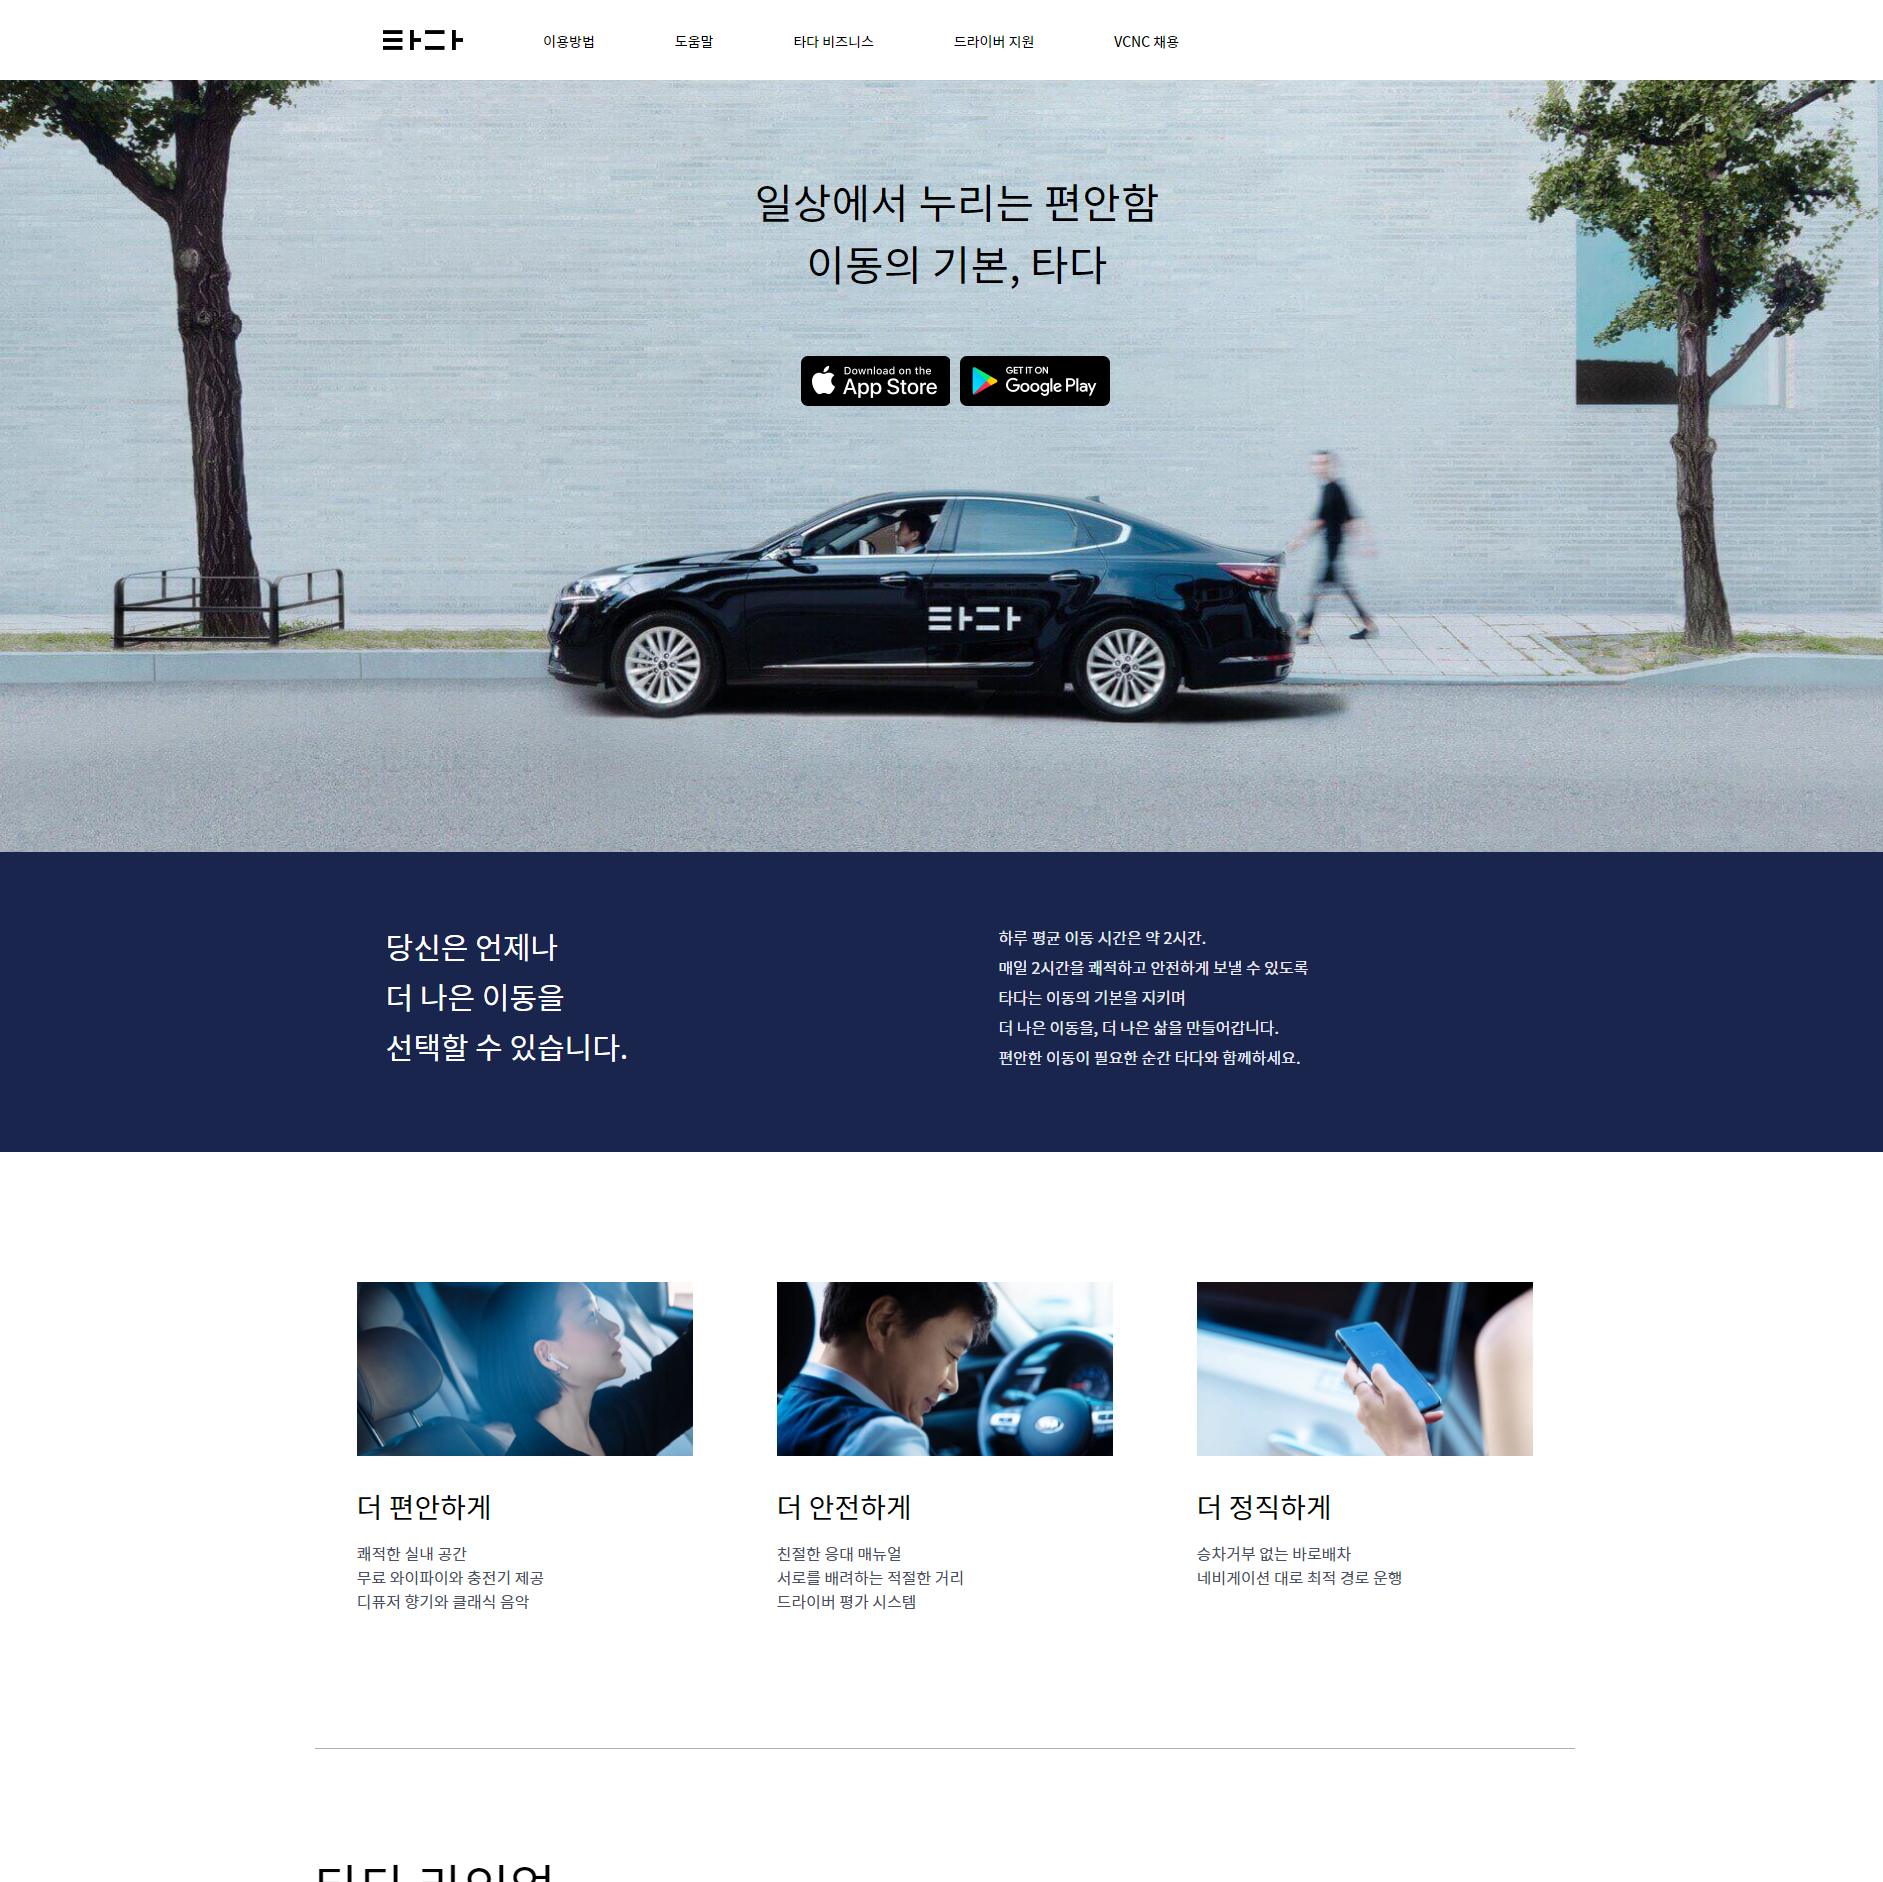 타다
이용방법
도움말
타다 비즈니스
드라이버 지원
VCNC 채용
일상에서 누리는 편안함
이동의 기본, 타다
Download on the
App Store
GET IT ON
Google Play
타다
당신은 언제나
더 나은 이동을
선택할 수 있습니다.
하루 평균 이동 시간은 약 2시간.
매일 2시간을 쾌적하고 안전하게 보낼 수 있도록
타다는 이동의 기본을 지키며
더 나은 이동을, 더 나은 삶을 만들어갑니다.
편안한 이동이 필요한 순간 타다와 함께하세요.
더 편안하게
쾌적한 실내 공간
무료 와이파이와 충전기 제공
디퓨저 향기와 클래식 음악
더 안전하게
친절한 응대 매뉴얼
서로를 배려하는 적절한 거리
드라이버 평가 시스템
더 정직하게
승차거부 없는 바로배차
네비게이션 대로 최적 경로 운행
타다 라인업